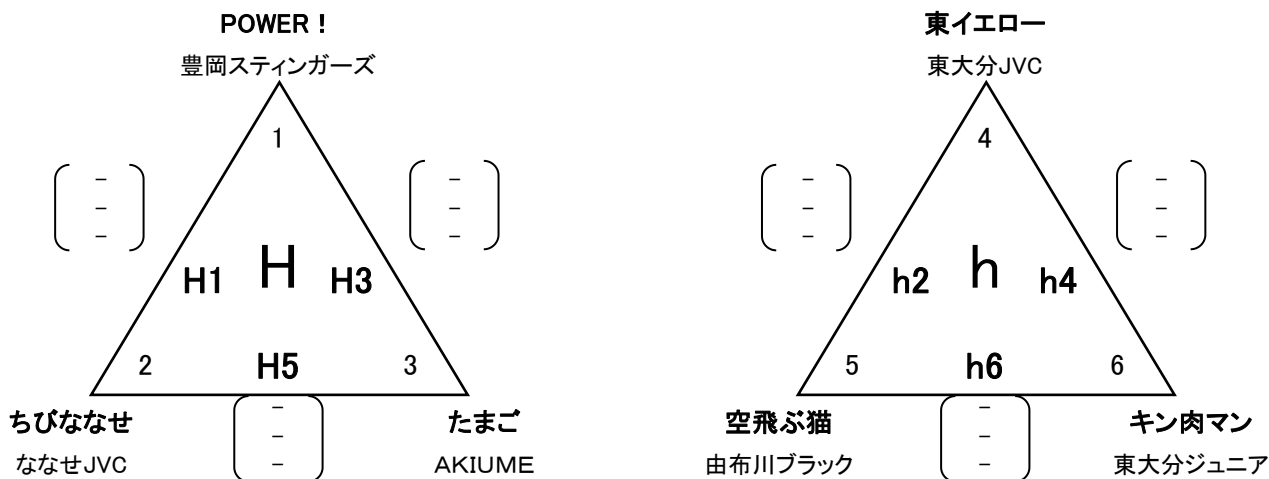 POWER！
豊岡スティンガーズ
1
－
－
－
－
－
－
H
H1
H3
2
H5
3
ちびななせ
ななせJVC
－
－
－
たまご
AKIUME
東イエロー
東大分JVC
4
－
－
－
－
－
－
h
h2
h4
5
h6
6
空飛ぶ猫
由布川ブラック
－
－
－
キン肉マン
東大分ジュニア